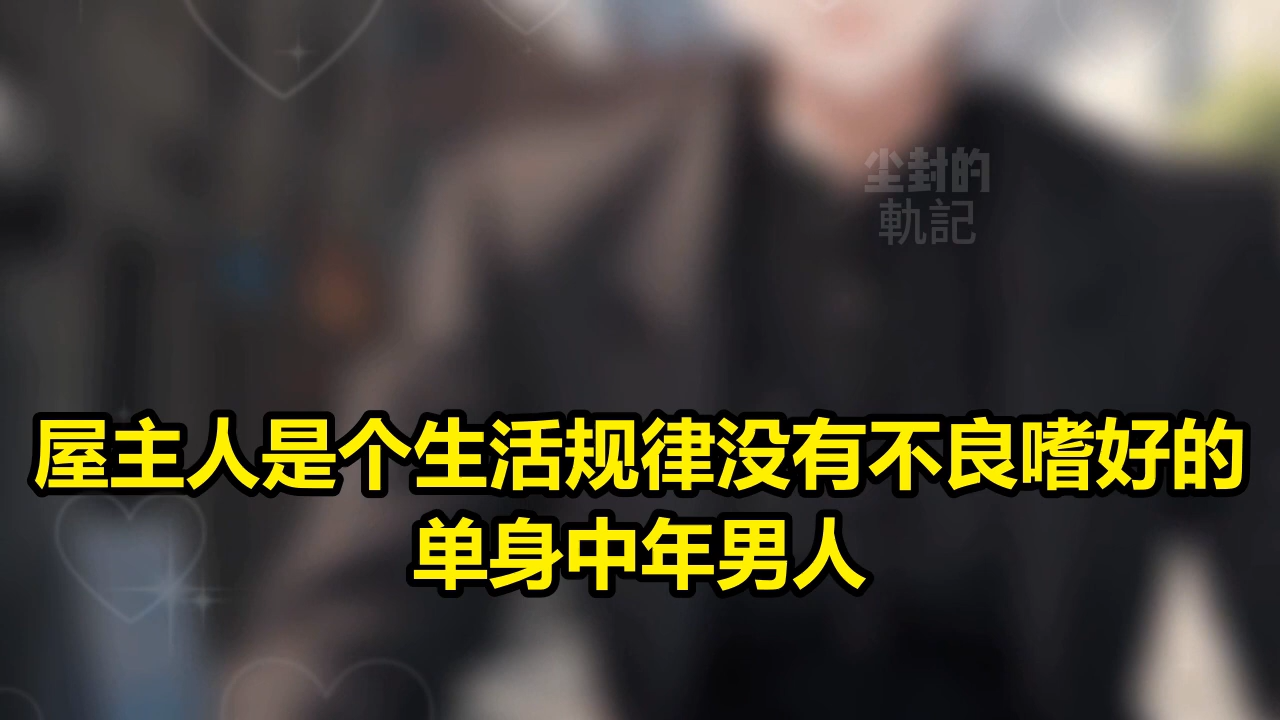 尘封的
軌記
屋主人是个生活规律没有不良嗜好的
单身中年男人